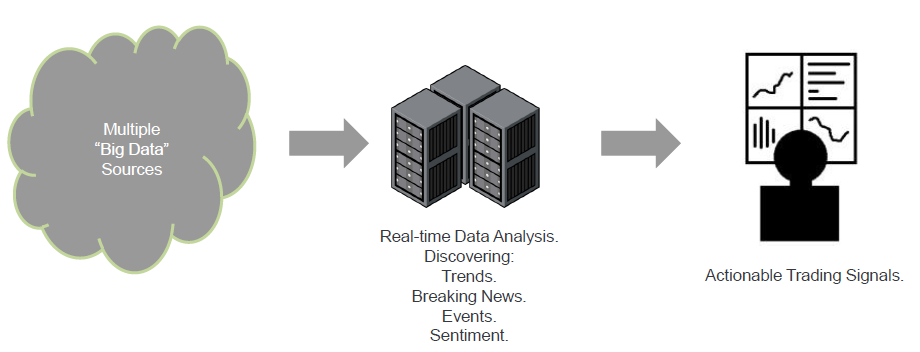 Multiple
“Big Data”
Sources
Real-time Data Analysis.
Discovering:
Trends.
Breaking News.
Events.
Sentiment.
Actionable Trading Signals.